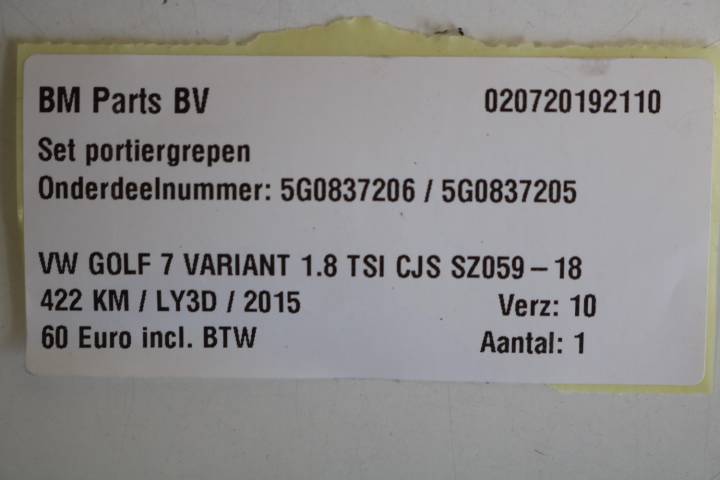 BM Parts BV 020720192110
Set portiergrepen
Onderdeelnummer: 5G0837206 / 5G0837205
VW GOLF 7 VARIANT 1.8 TSI CJS SZ059-18
422 KM / LY3D / 2015 Verz: 10
60 Euro incl. BTW Aantal: 1